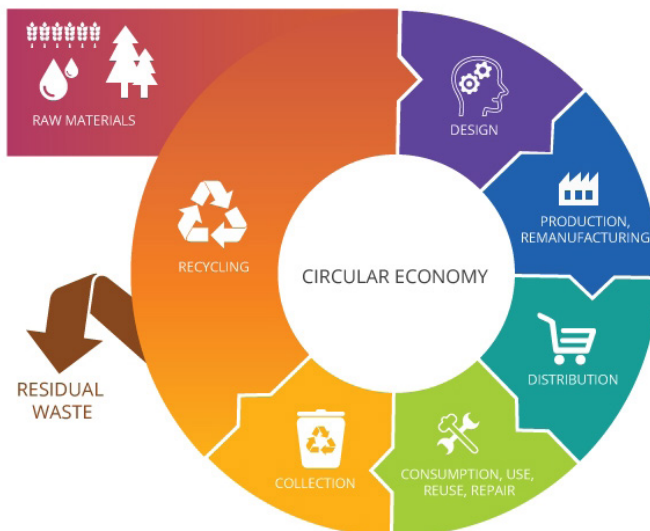 RAW MATERIALS
DESIGN
PRODUCTION,
REMANUFACTURING
RECYCLING
CIRCULAR ECONOMY
DISTRIBUTION
RESIDUAL
WASTE
COLLECTION
CONSUMPTION, USE,
REUSE, REPAIR